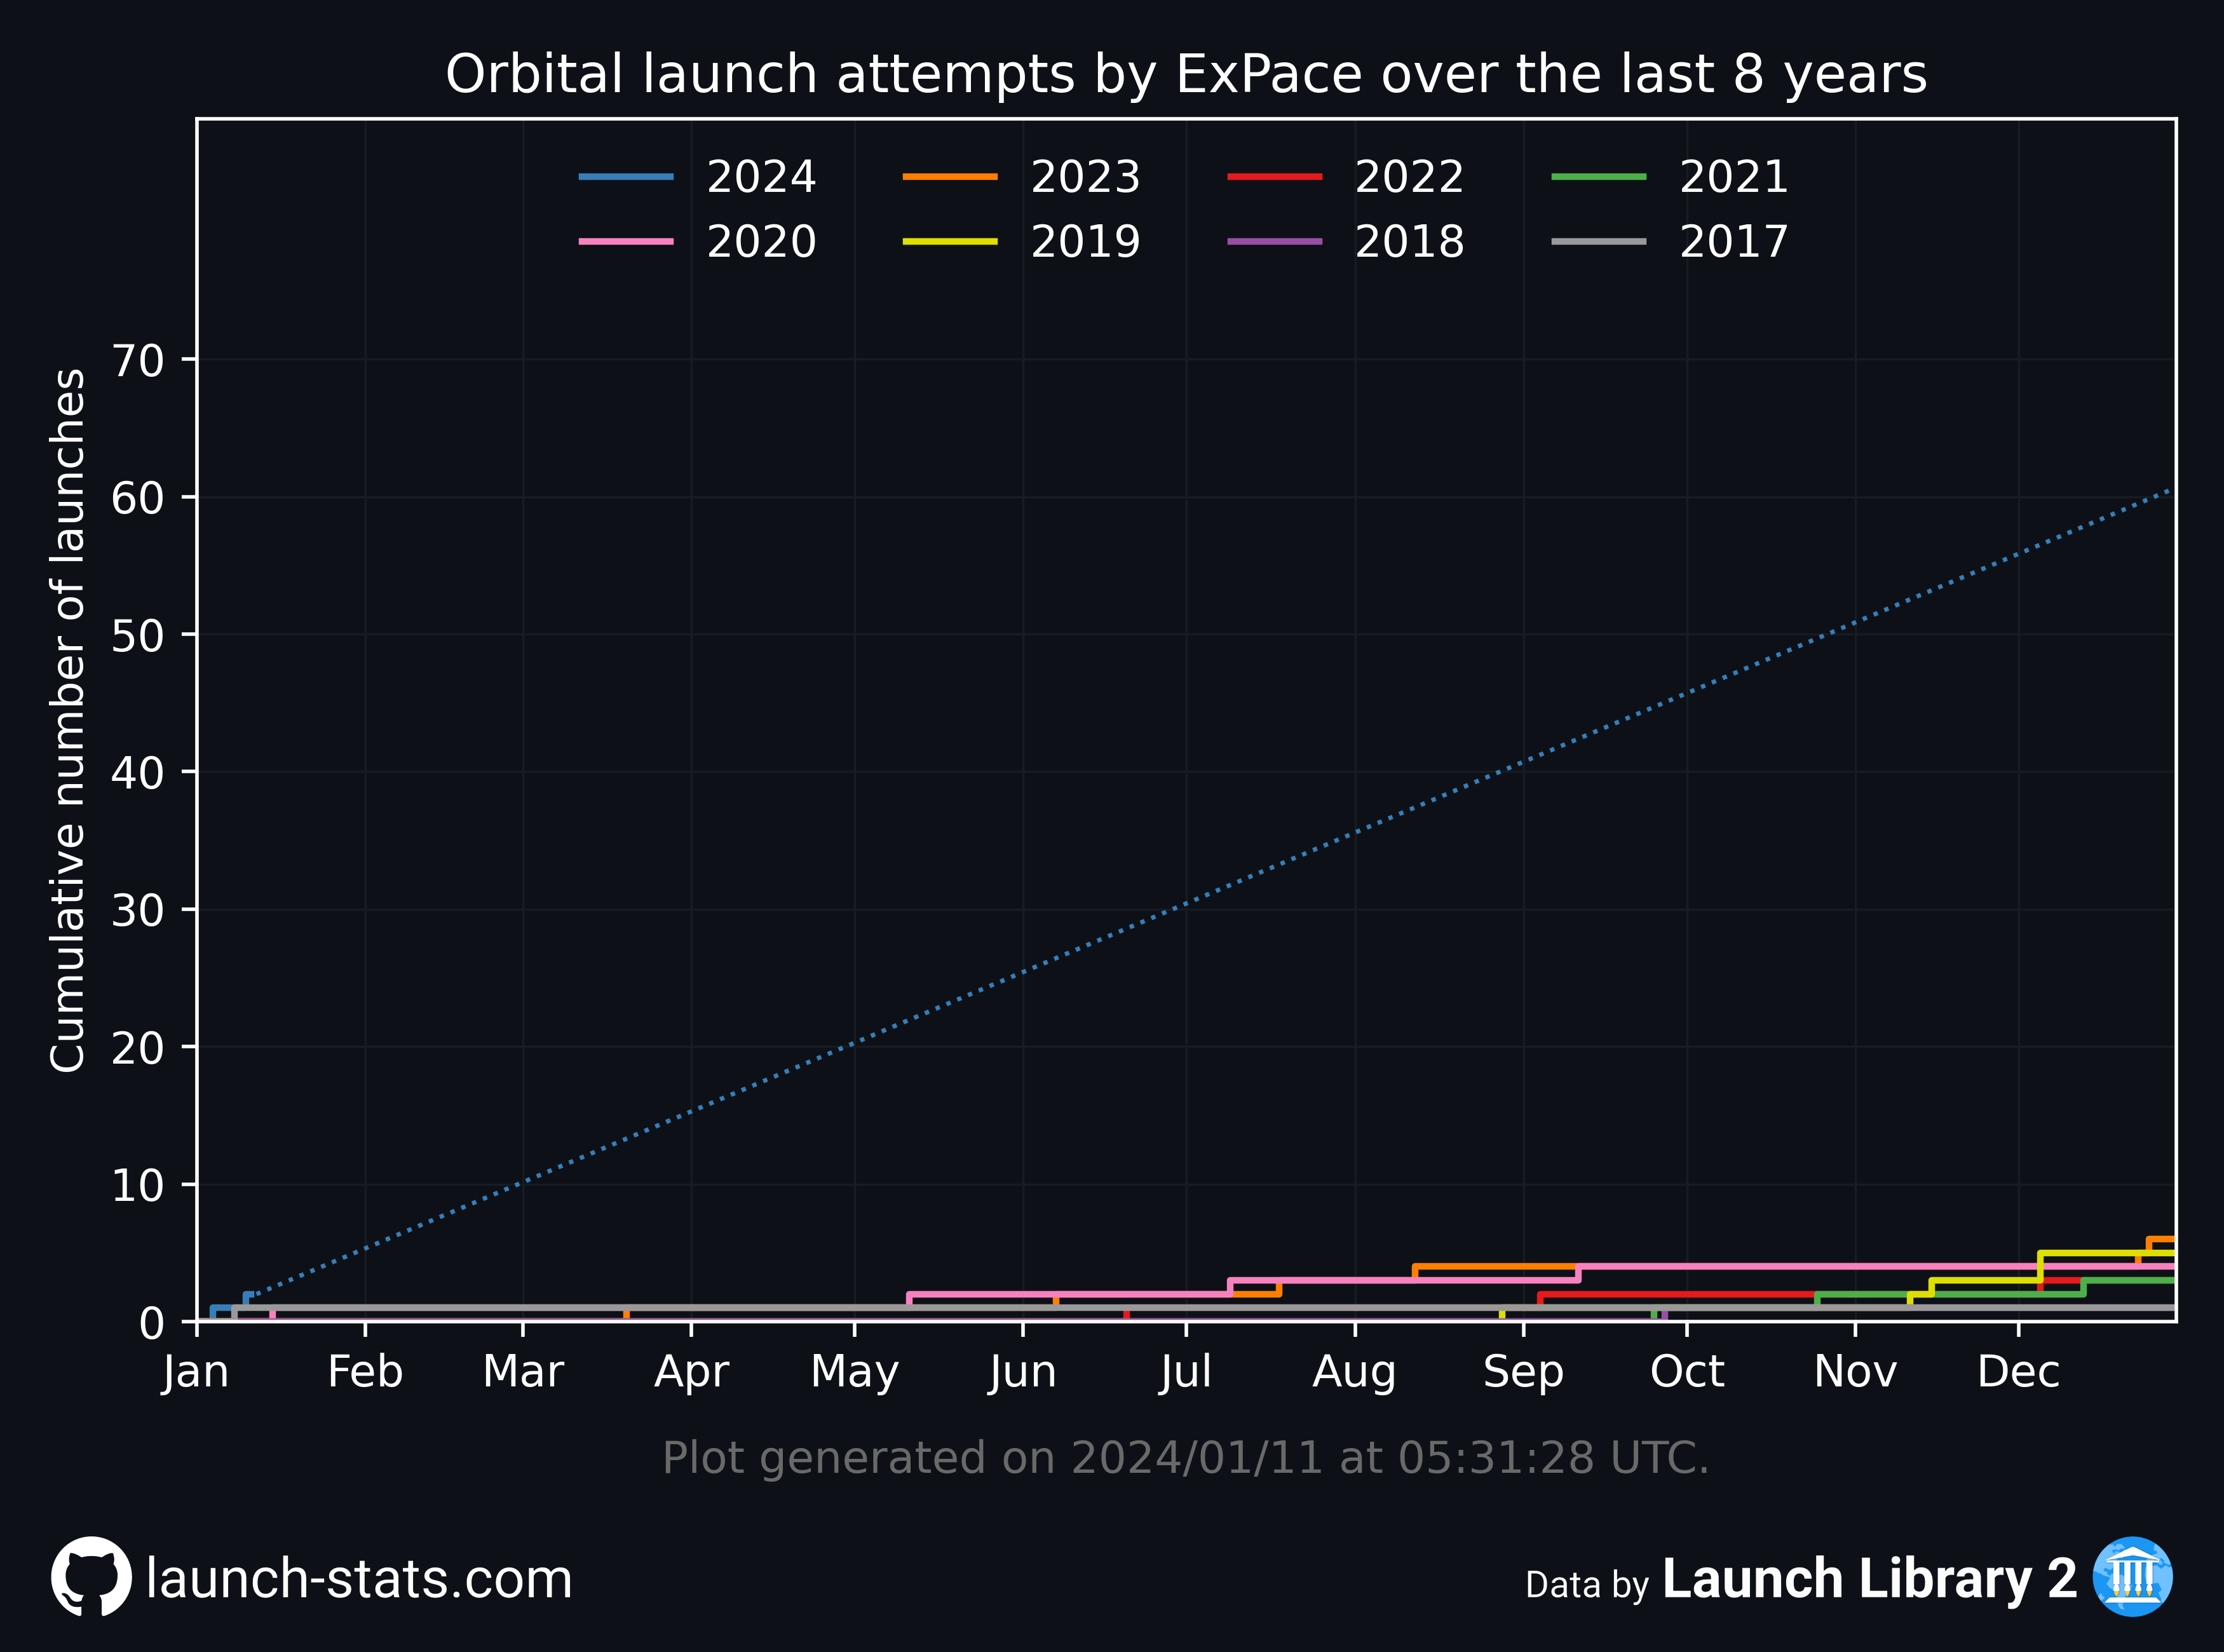 Orbital launch attempts by ExPace over the last 8 years
2024 2023 2022 2021
2020 2019 2018 2017
Cumulative number of launches
70
60
50
40
30
20
10
0
Jan Feb Mar Apr May Jun Jul Aug Sep Oct Nov Dec
Plot generated on 2024/01/11 at 05:31:28 UTC.
launch-stats.com
Data by Launch Library 2